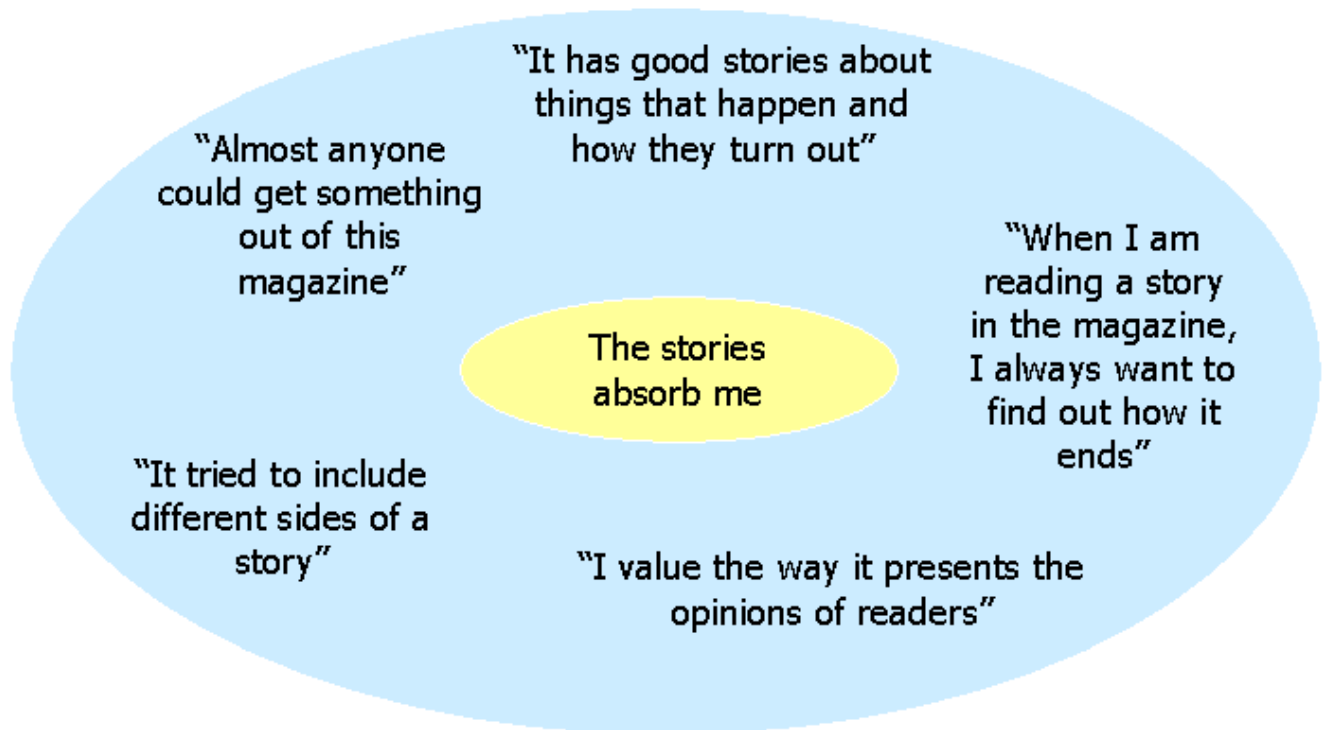 “It has good stories about
things that happen and
how they turn out”
“Almost anyone
could get something
out of this
magazine”
“When I am
reading a story
in the magazine,
I always want to
find out how it
ends”
The stories
absorb me
“It tried to include
different sides of a
story”
“I value the way it presents the
opinions of readers”